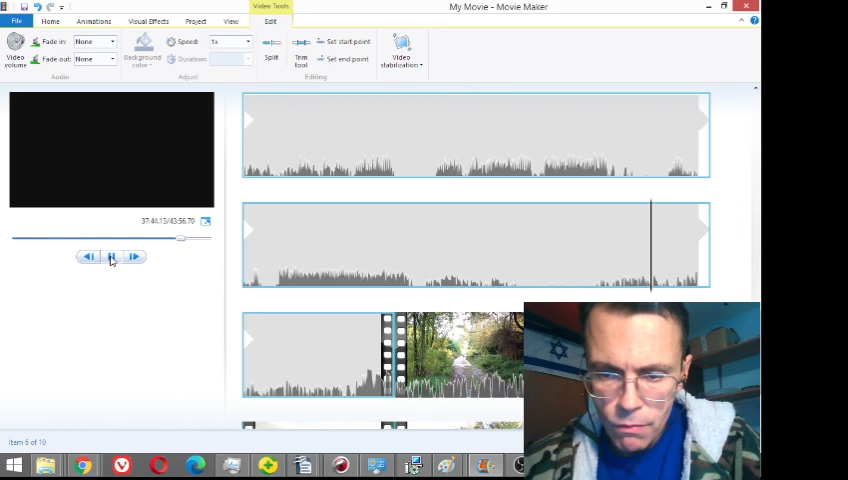 Video Tools
My Movie - Movie Maker
File Home Animations Visual Effects Project View Edit
Video volume
Fade in: None
Fade out: None
Background color
Speed: 1x
Duration:
Split
Trim tool
Set start point
Set end point
Video stabilization
Audio Adjust Editing
37:44.13/43:56.70
Item 6 of 10